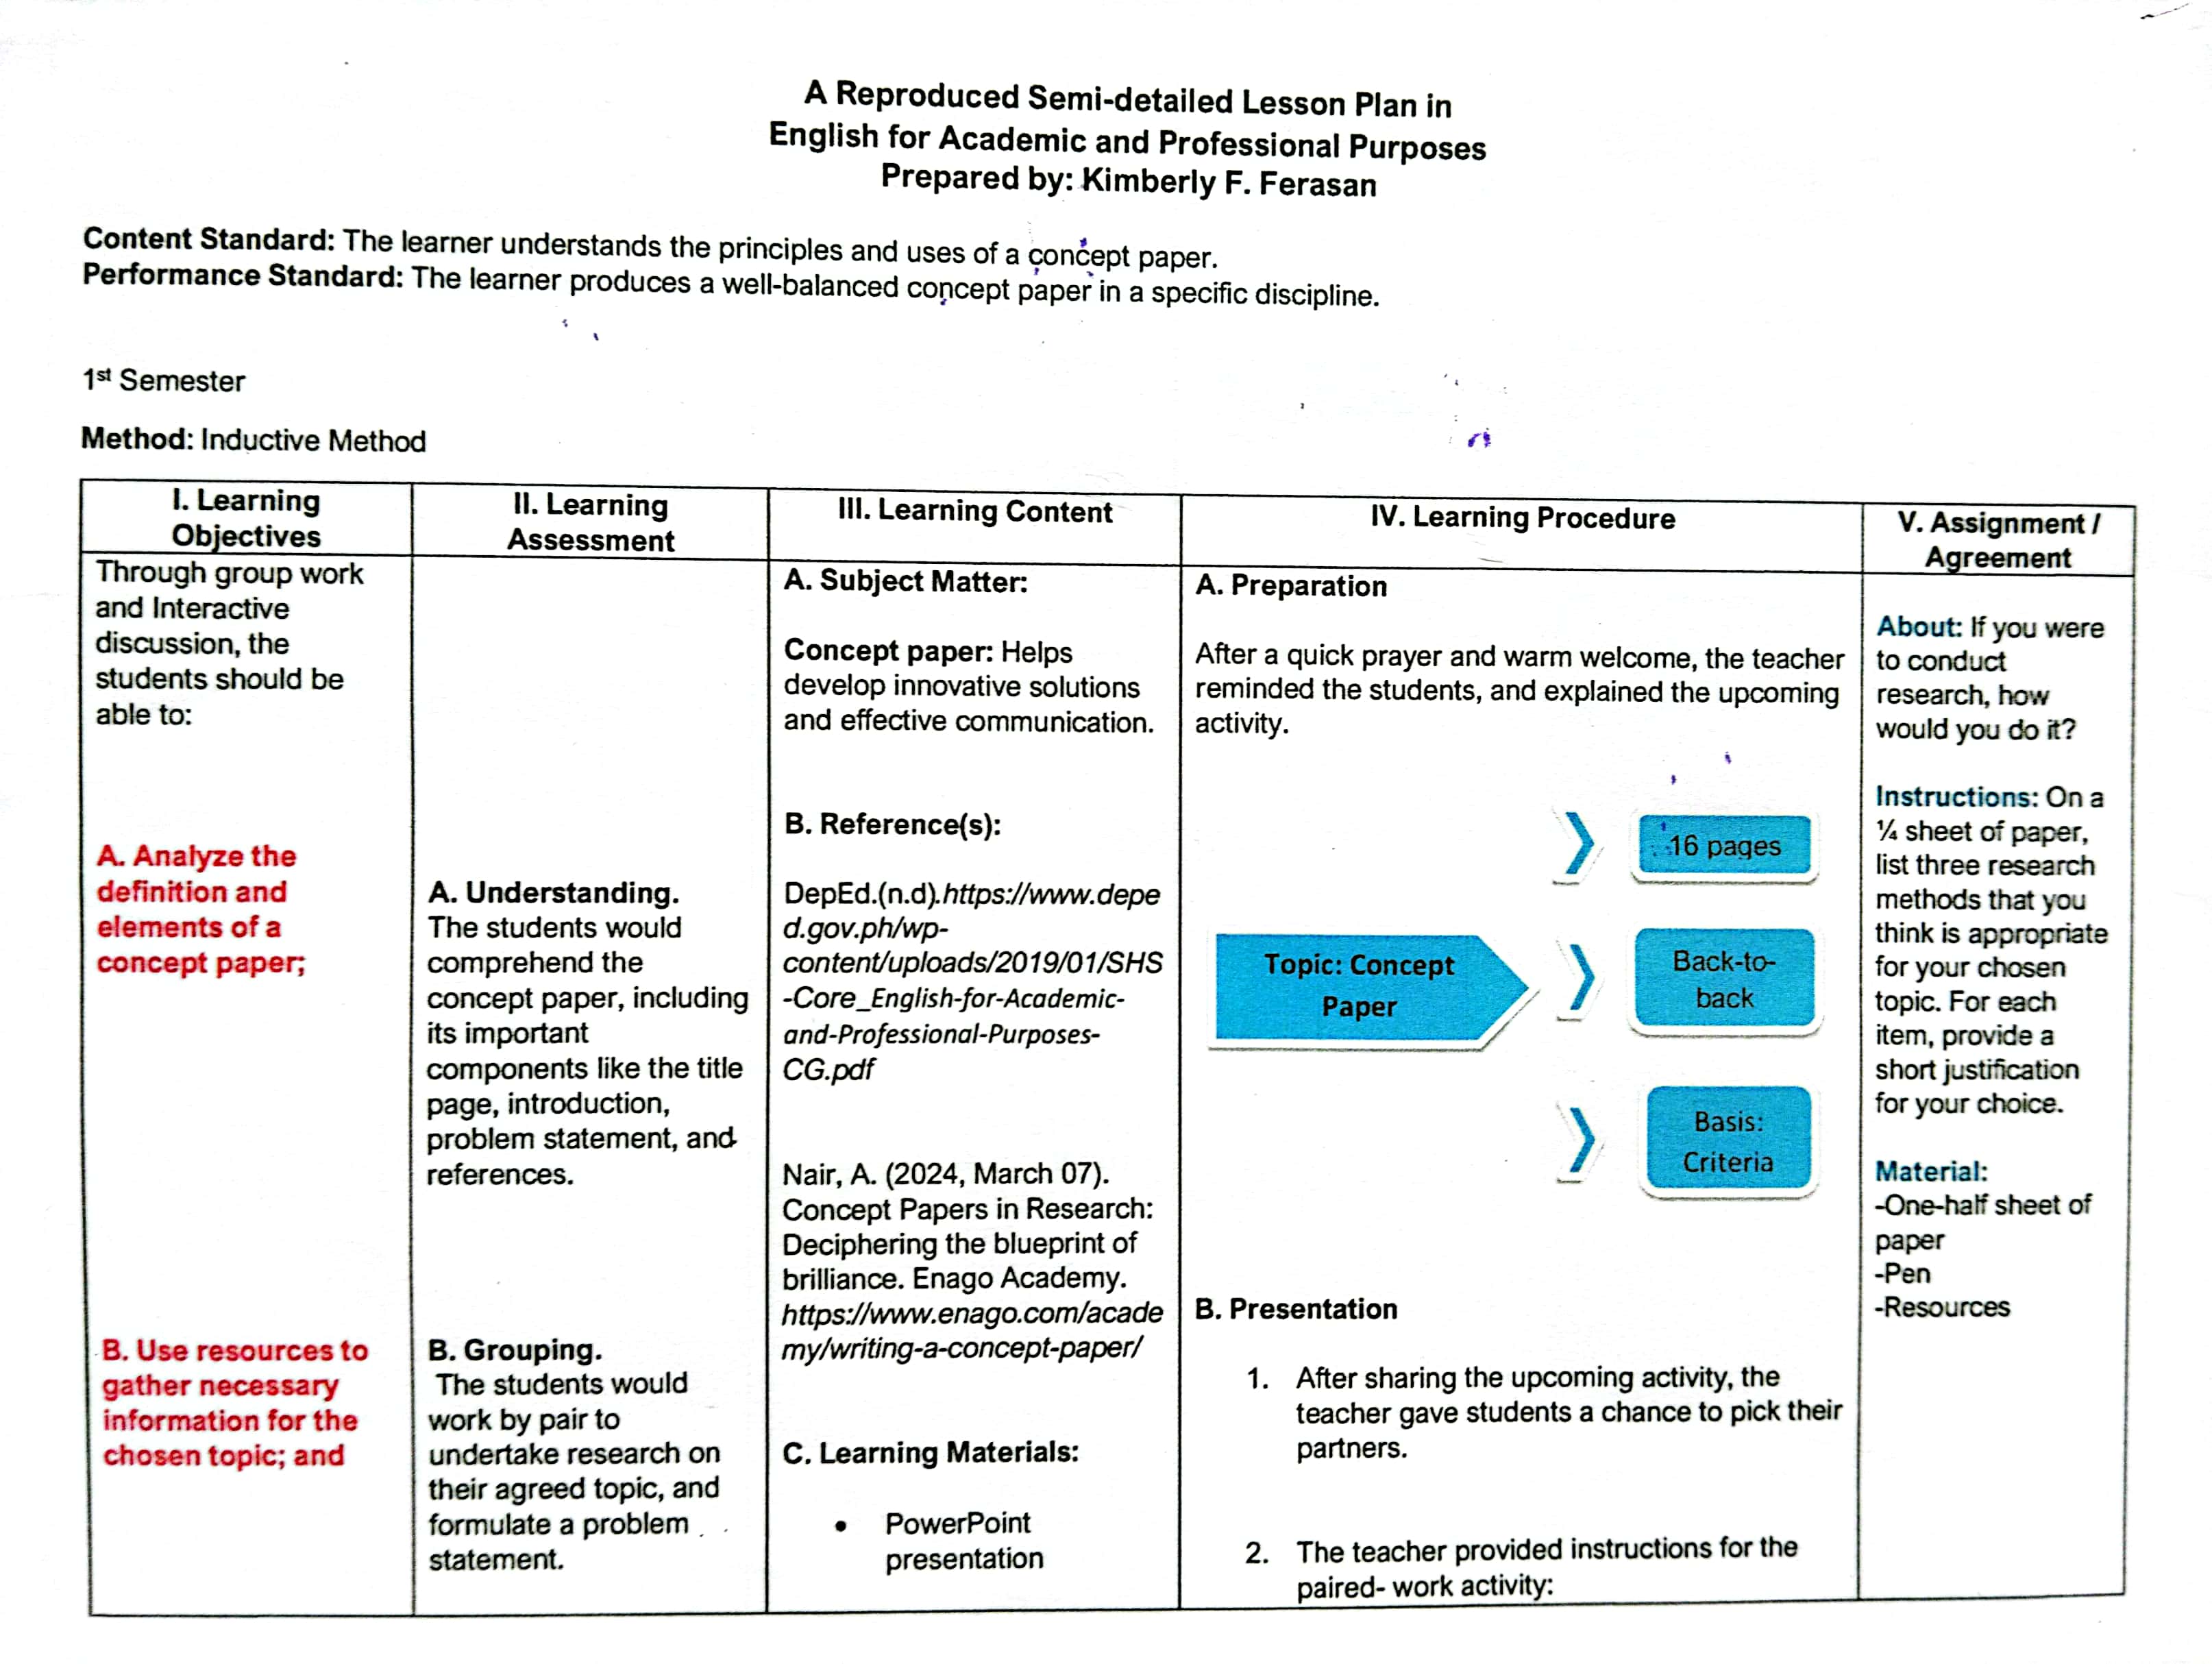 A Reproduced Semi-detailed Lesson Plan in
English for Academic and Professional Purposes
Prepared by: Kimberly F. Ferasan
Content Standard: The learner understands the principles and uses of a concept paper.
Performance Standard: The learner produces a well-balanced concept paper in a specific discipline.
1st Semester
Method: Inductive Method
I. Learning
Objectives
Through group work
and Interactive
discussion, the
students should be
able to:
A. Analyze the
definition and
elements of a
concept paper;
B. Use resources to
gather necessary
information for the
chosen topic; and
II. Learning
Assessment
A. Understanding.
The students would
comprehend the
concept paper, including
its important
components like the title
page, introduction,
problem statement, and
references.
B. Grouping.
The students would
work by pair to
undertake research on
their agreed topic, and
formulate a problem
statement.
III. Learning Content
A. Subject Matter:
Concept paper: Helps
develop innovative solutions
and effective communication.
B. Reference(s):
DepEd.(n.d).https://www.depe
d.gov.ph/wp-
content/uploads/2019/01/SHS
-Core_English-for-Academic-
and-Professional-Purposes-
CG.pdf
Nair, A. (2024, March 07).
Concept Papers in Research:
Deciphering the blueprint of
brilliance. Enago Academy.
https://www.enago.com/acade
my/writing-a-concept-paper/
C. Learning Materials:
• PowerPoint
presentation
IV. Learning Procedure
A. Preparation
After a quick prayer and warm welcome, the teacher
reminded the students, and explained the upcoming
activity.
Topic: Concept
Paper
16 pages
Back-to-
back
Basis:
Criteria
B. Presentation
1. After sharing the upcoming activity, the
teacher gave students a chance to pick their
partners.
2. The teacher provided instructions for the
paired- work activity:
V. Assignment /
Agreement
About: If you were
to conduct
research, how
would you do it?
Instructions: On a
¼ sheet of paper,
list three research
methods that you
think is appropriate
for your chosen
topic. For each
item, provide a
short justification
for your choice.
Material:
-One-half sheet of
paper
-Pen
-Resources